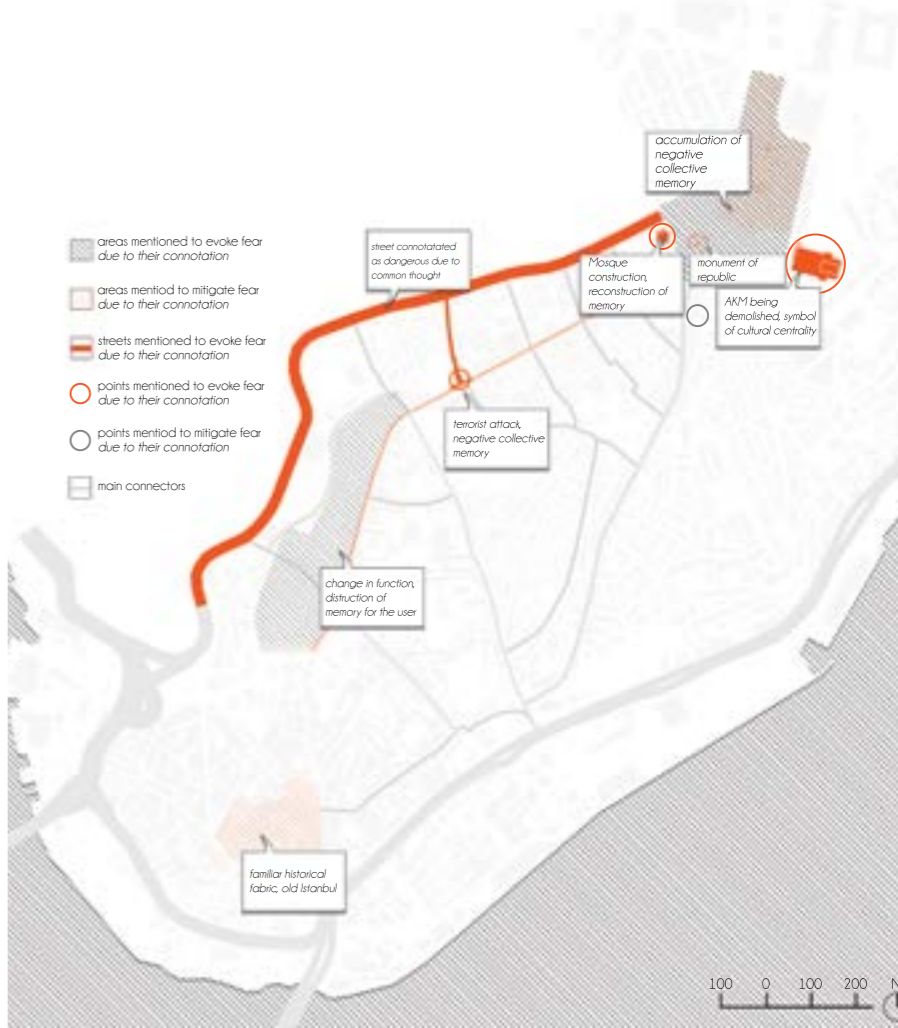 areas mentioned to evoke fear
due to their connotation
areas mentiod to mitigate fear
due to their connotation
streets mentioned to evoke fear
due to their connotation
points mentioned to evoke fear
due to their connotation
points mentiod to mitigate fear
due to their connotation
main connectors
street connotatated
as dangerous due to
common thought
accumulation of
negative
collective
memory
Mosque
construction,
reconstruction of
memory
monument of
republic
AKM being
demolished, symbol
of cultural centrality
terrorist attack,
negative collective
memory
change in function,
distruction of
memory for the user
familiar historical
fabric, old Istanbul
100 0 100 200 N